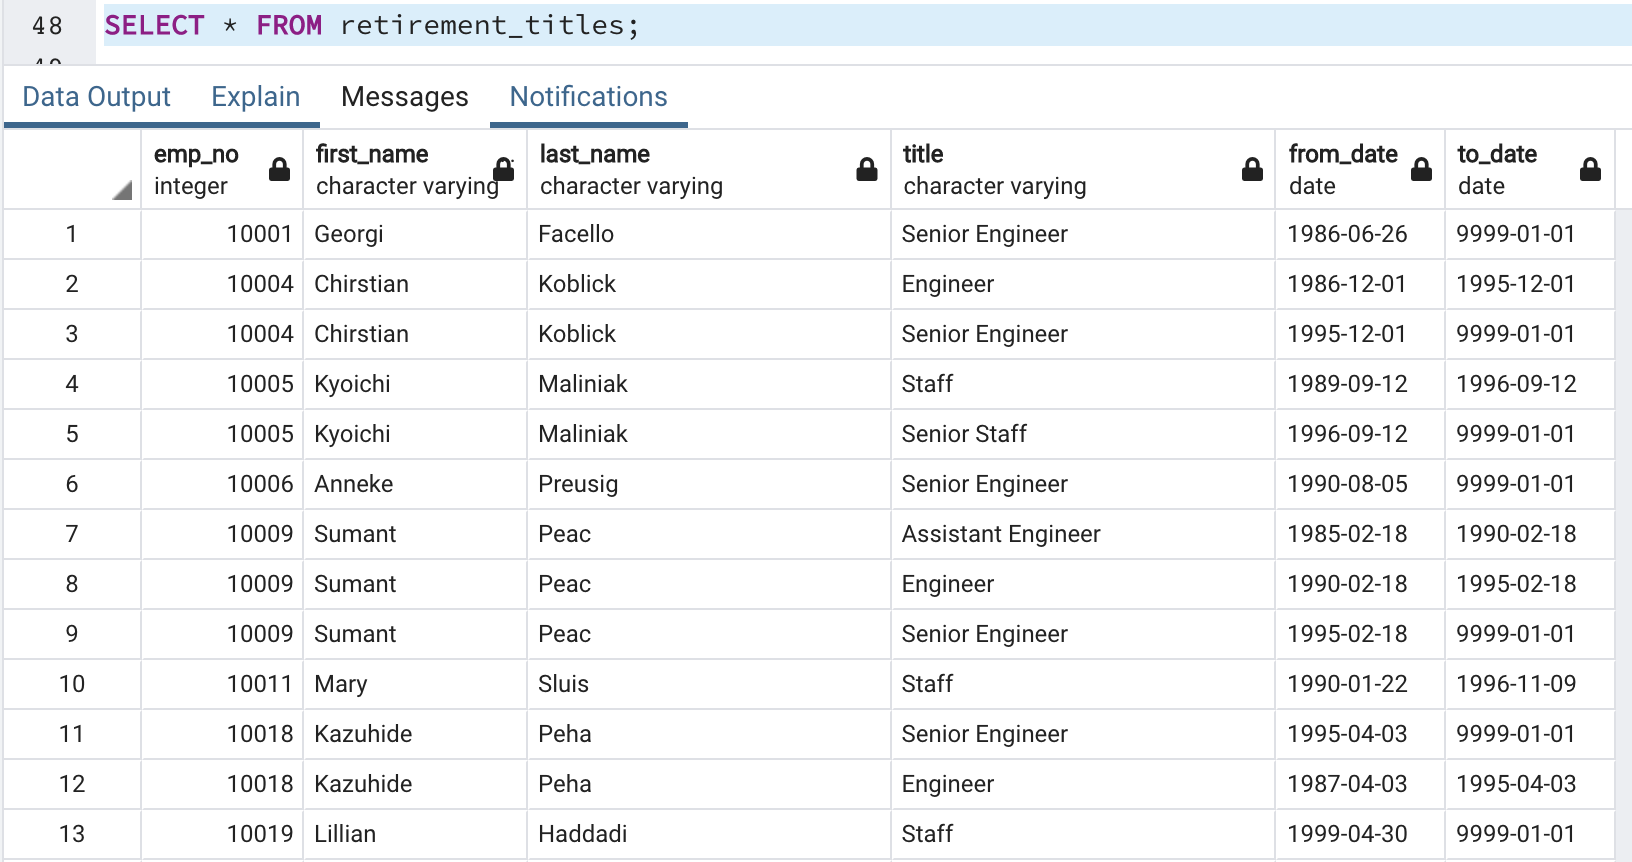 48 SELECT * FROM retirement_titles;
Data Output Explain Messages Notifications
emp_no first_name last_name title from_date to_date
integer character varying character varying character varying date date
1 10001 Georgi Facello Senior Engineer 1986-06-26 9999-01-01
2 10004 Chirstian Koblick Engineer 1986-12-01 1995-12-01
3 10004 Chirstian Koblick Senior Engineer 1995-12-01 9999-01-01
4 10005 Kyoichi Maliniak Staff 1989-09-12 1996-09-12
5 10005 Kyoichi Maliniak Senior Staff 1996-09-12 9999-01-01
6 10006 Anneke Preusig Senior Engineer 1990-08-05 9999-01-01
7 10009 Sumant Peac Assistant Engineer 1985-02-18 1990-02-18
8 10009 Sumant Peac Engineer 1990-02-18 1995-02-18
9 10009 Sumant Peac Senior Engineer 1995-02-18 9999-01-01
10 10011 Mary Sluis Staff 1990-01-22 1996-11-09
11 10018 Kazuhide Peha Senior Engineer 1995-04-03 9999-01-01
12 10018 Kazuhide Peha Engineer 1987-04-03 1995-04-03
13 10019 Lillian Haddadi Staff 1999-04-30 9999-01-01